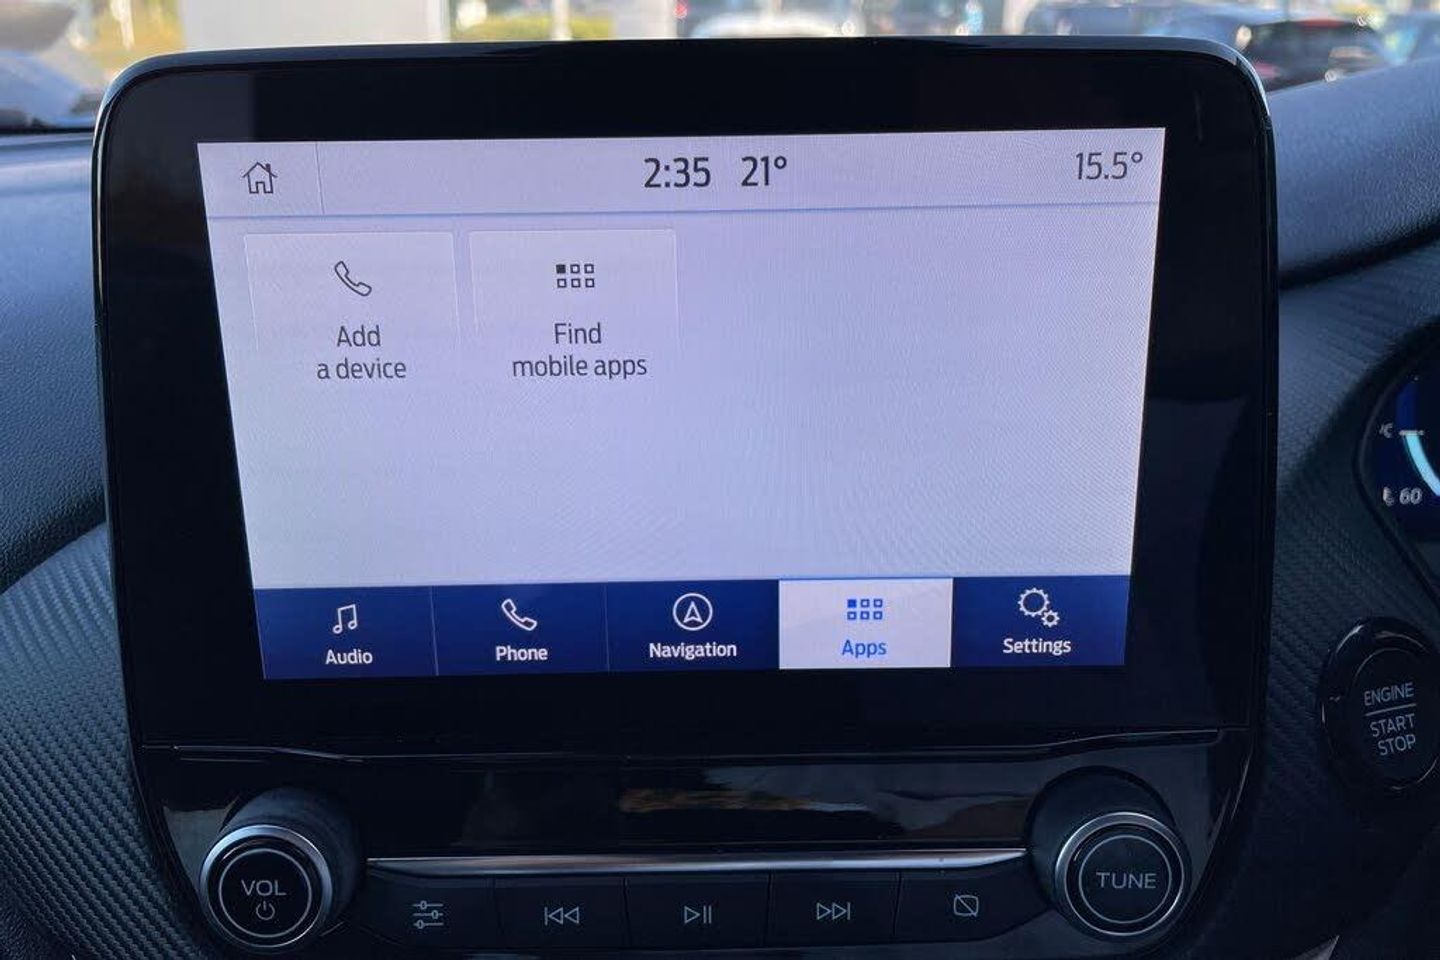 2:35 21° 15.5°
Add
a device
Find
mobile apps
Audio Phone Navigation Apps Settings
ENGINE
START
STOP
VOL
TUNE
C
60